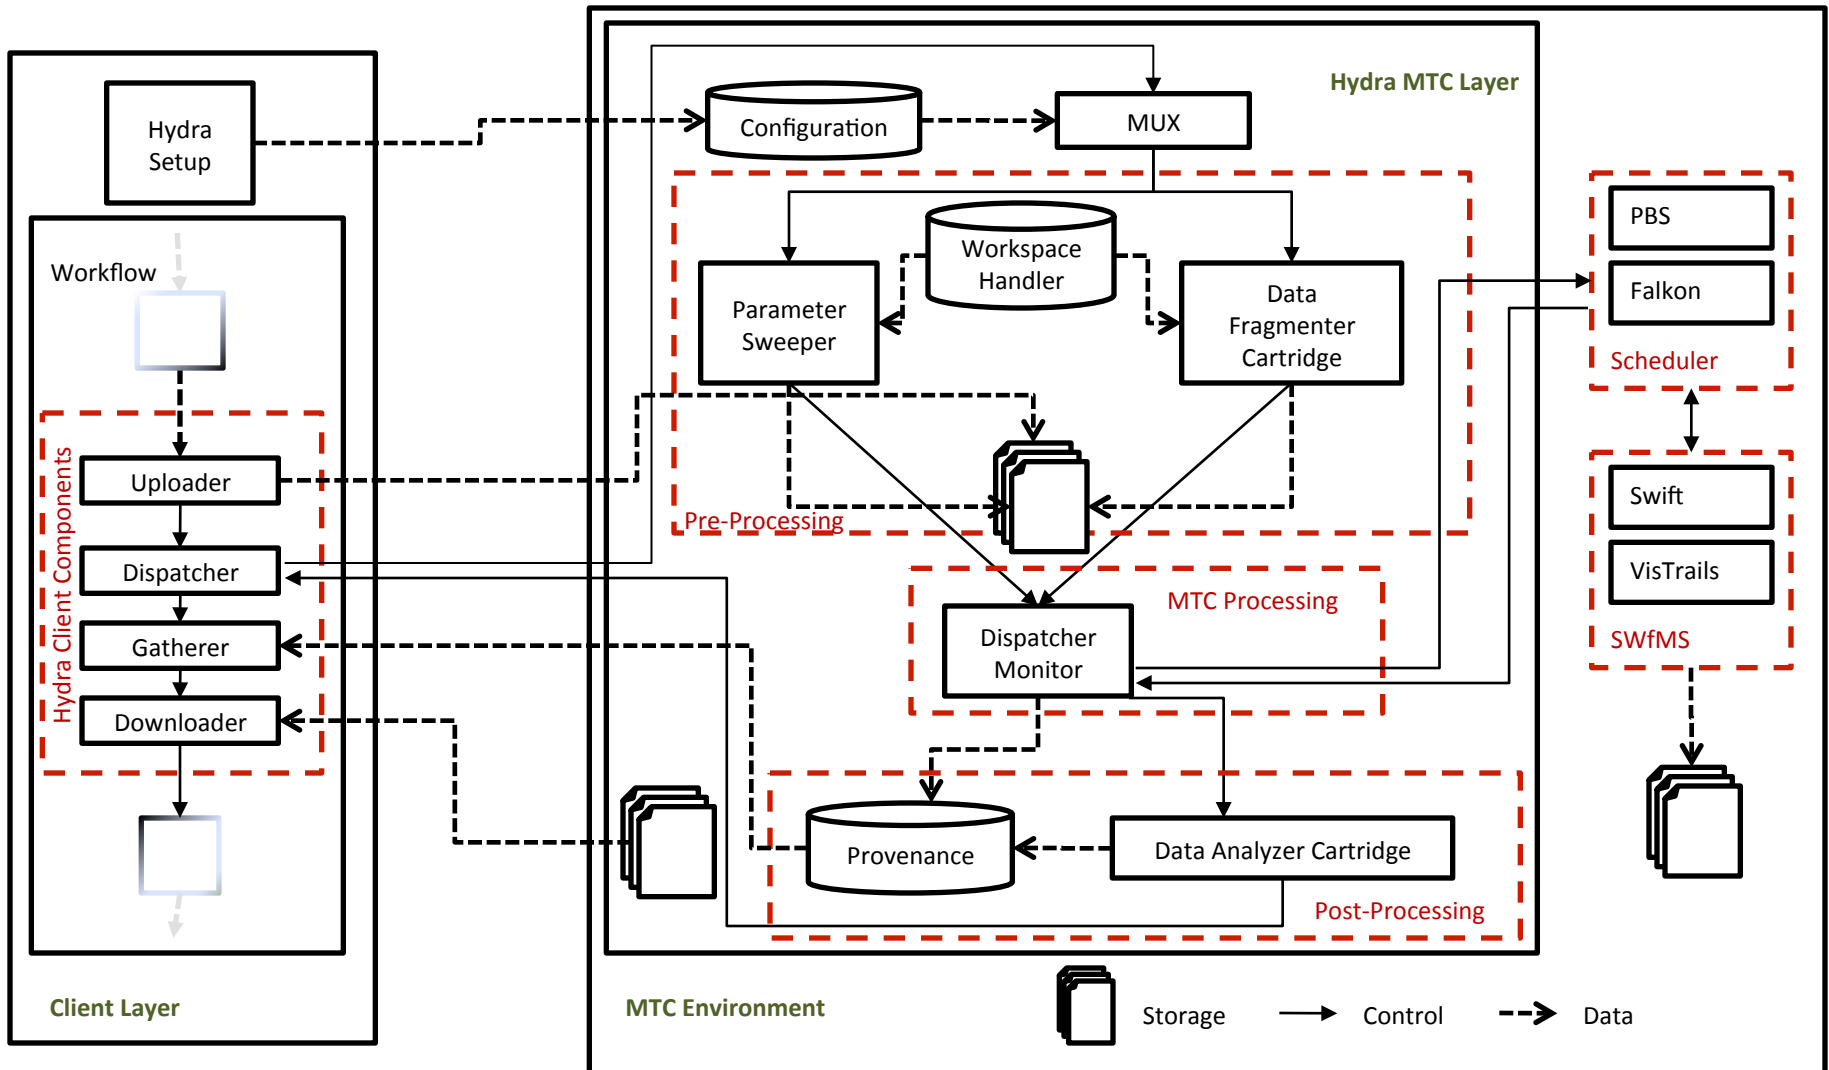 Hydra
Setup
Workflow
Hydra Client Components
Uploader
Dispatcher
Gatherer
Downloader
Client Layer
Hydra MTC Layer
Configuration
MUX
Workspace
Handler
Parameter
Sweeper
Data
Fragmenter
Cartridge
Pre-Processing
MTC Processing
Dispatcher
Monitor
Provenance
Data Analyzer Cartridge
Post-Processing
PBS
Falkon
Scheduler
Swift
VisTrails
SWfMS
MTC Environment
Storage
Control
Data